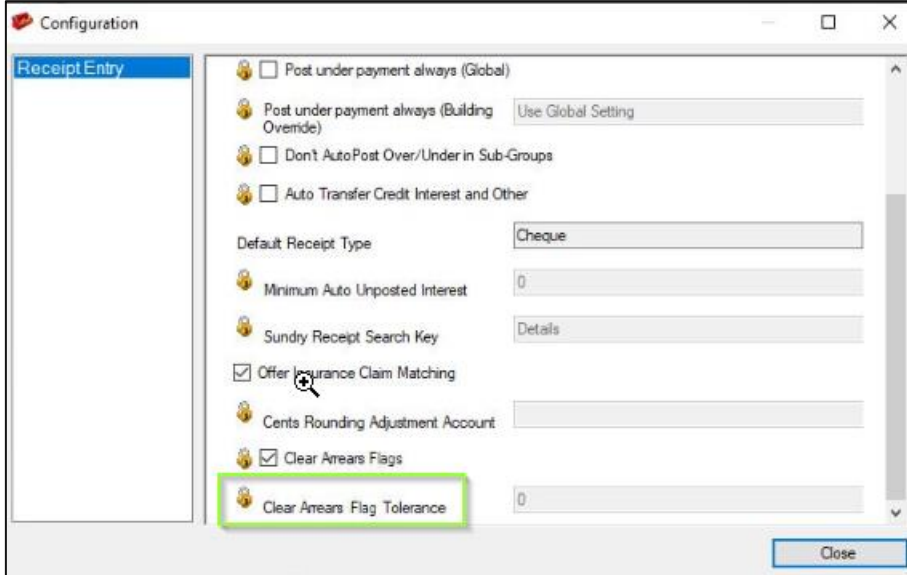 Configuration
Receipt Entry
Post under payment always (Global)
Post under payment always (Building
Override)
Use Global Setting
Don't AutoPost Over/Under in Sub-Groups
Auto Transfer Credit Interest and Other
Default Receipt Type
Cheque
Minimum Auto Unposted Interest
0
Sundry Receipt Search Key
Details
Offer Insurance Claim Matching
Cents Rounding Adjustment Account
Clear Arrears Flags
Clear Arrears Flag Tolerance
0
Close